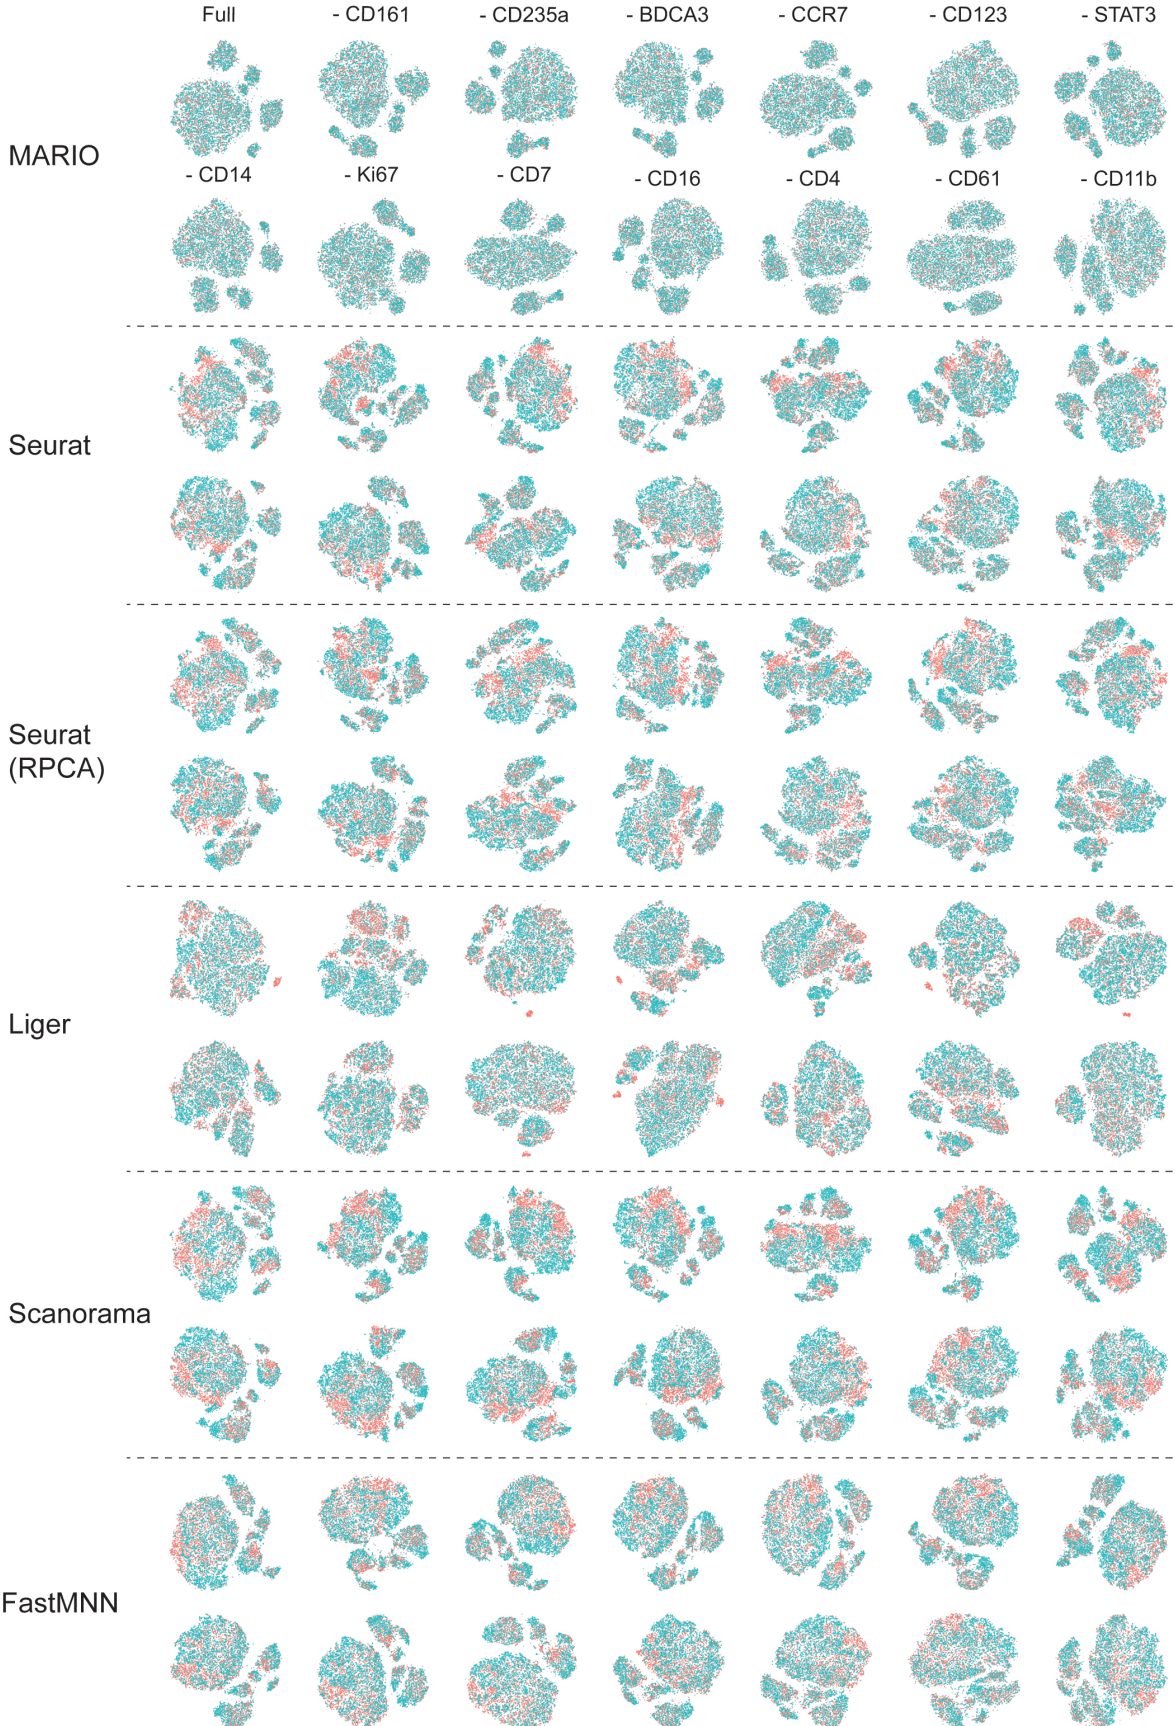 Full - CD161 - CD235a - BDCA3 - CCR7 - CD123 - STAT3
MARIO
- CD14 - Ki67 - CD7 - CD16 - CD4 - CD61 - CD11b
Seurat
Seurat
(RPCA)
Liger
Scanorama
FastMNN